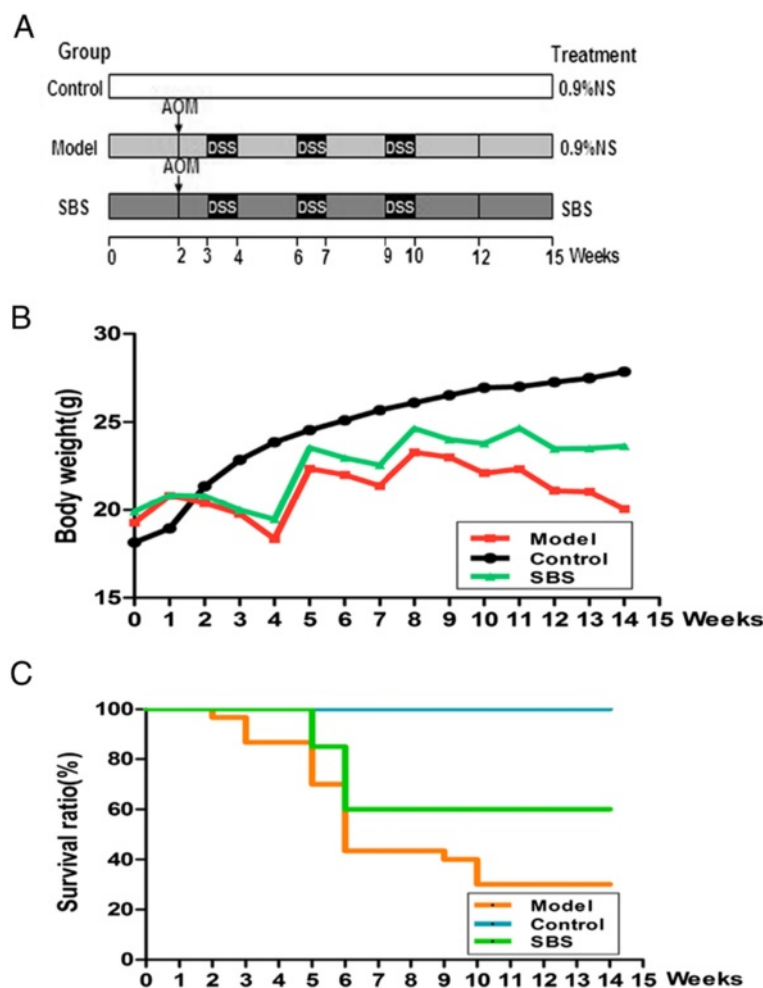 A
Group Treatment
Control 0.9%NS
AOM
Model DSS DSS DSS 0.9%NS
AOM
SBS DSS DSS DSS SBS
0 2 3 4 6 7 9 10 12 15 Weeks
B
30
25
20
15
Body weight(g)
Model
Control
SBS
0 1 2 3 4 5 6 7 8 9 10 11 12 13 14 15 Weeks
C
100
80
60
40
20
0
Survival ratio(%)
Model
Control
SBS
0 1 2 3 4 5 6 7 8 9 10 11 12 13 14 15 Weeks